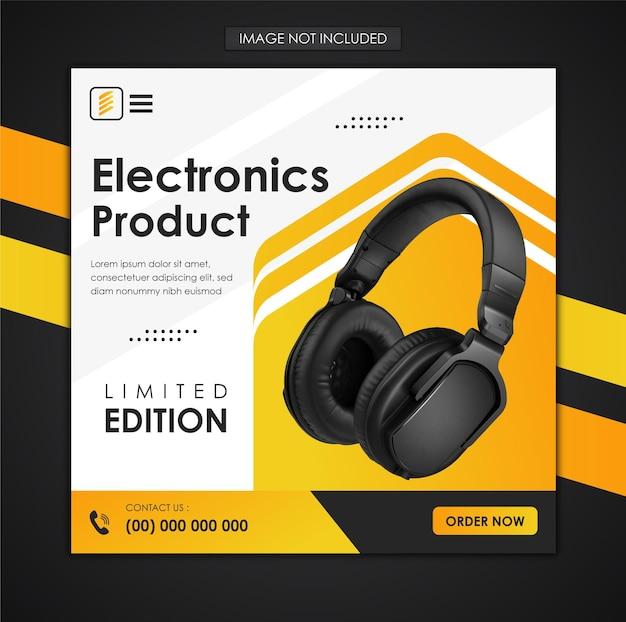 IMAGE NOT INCLUDED
Electronics
Product
Lorem ipsum dolor sit amet,
consectetuer adipiscing elit, sed
diam nonummy nibh euismod
LIMITED
EDITION
CONTACT US :
(00) 000 000 000
ORDER NOW